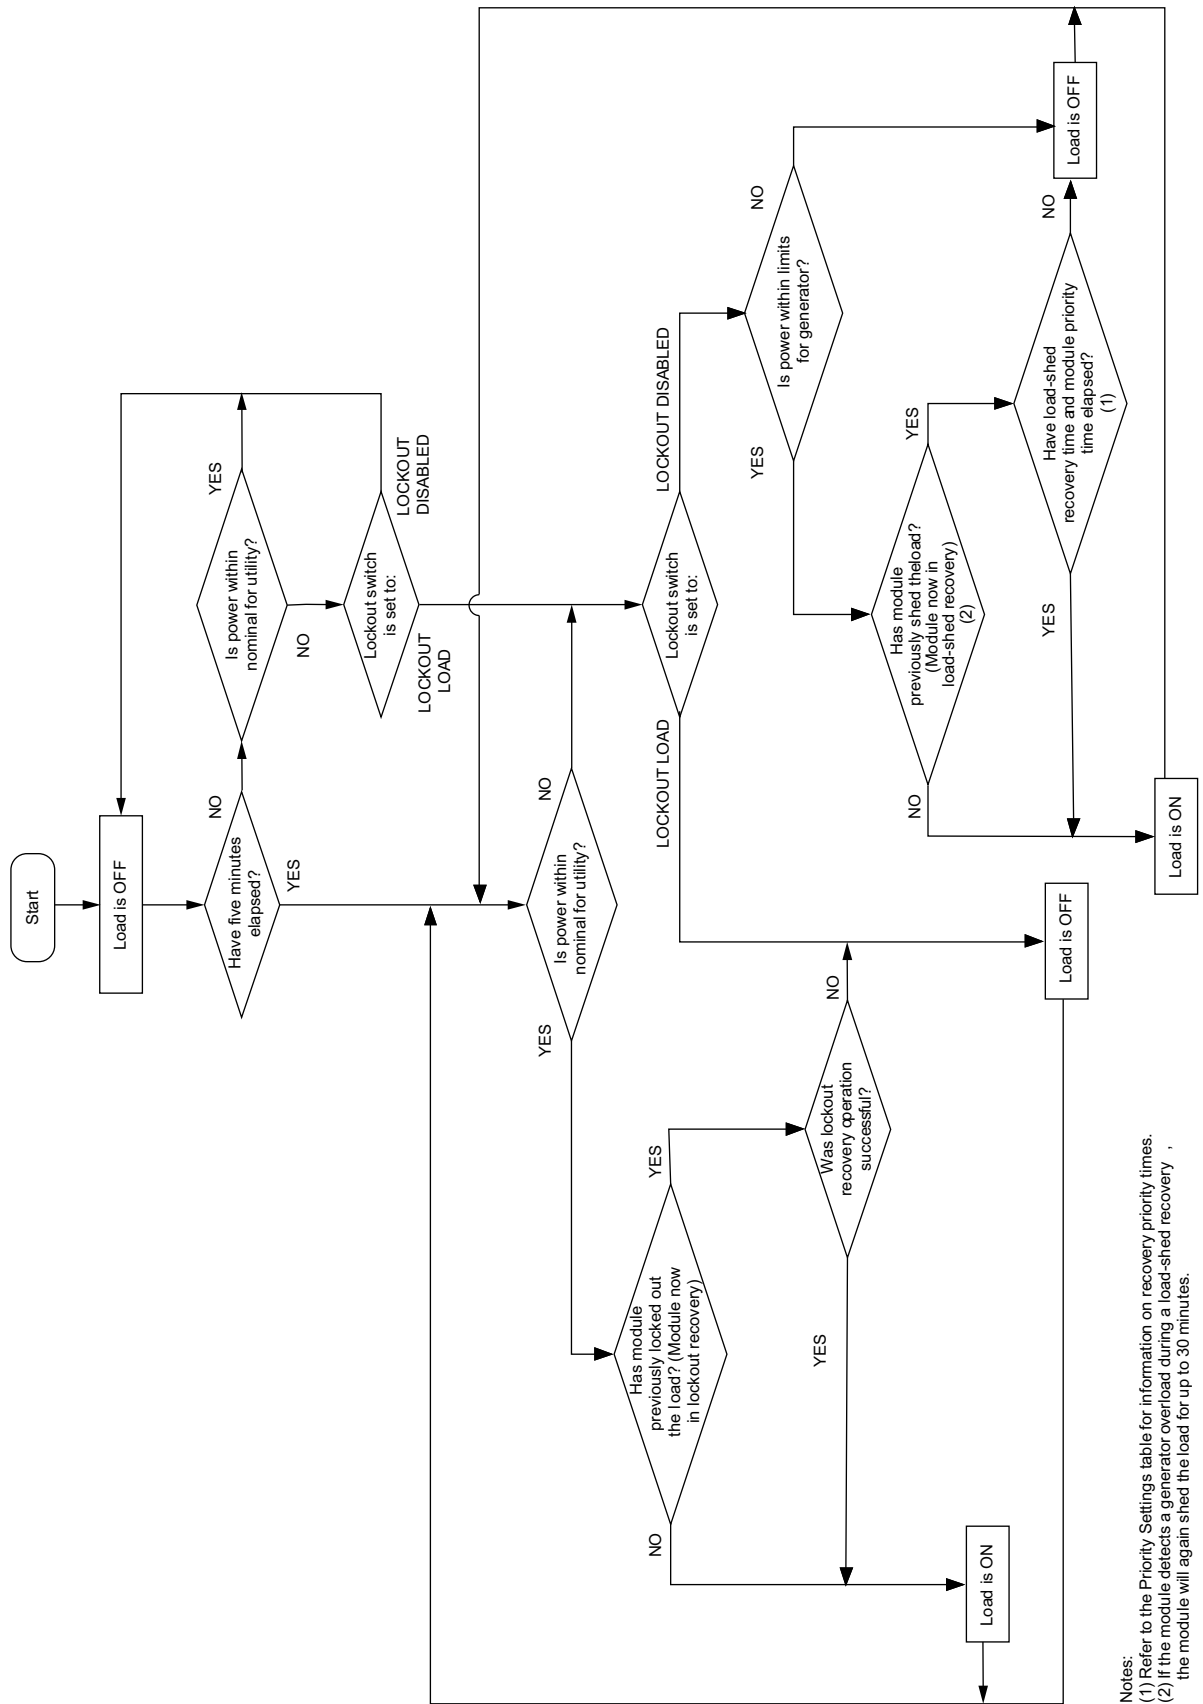 Start
Load is OFF
Have five minutes
elapsed?
NO
YES
Is power within
nominal for utility?
YES
NO
Lockout switch
is set to:
LOCKOUT
DISABLED
LOCKOUT
LOAD
Is power within
nominal for utility?
YES
NO
Lockout switch
is set to:
LOCKOUT LOAD
LOCKOUT DISABLED
Has module
previously locked out
the load? (Module now
in lockout recovery)
NO
YES
Was lockout
recovery operation
successful?
YES
NO
Load is ON
Load is OFF
Is power within limits
for generator?
YES
NO
Has module
previously shed theload?
(Module now in
load-shed recovery)
(2)
NO
YES
Have load-shed
recovery time and module priority
time elapsed?
(1)
YES
NO
Load is OFF
Load is ON
Notes:
(1) Refer to the Priority Settings table for information on recovery priority times.
(2) If the module detects a generator overload during a load-shed recovery ,
the module will again shed the load for up to 30 minutes.